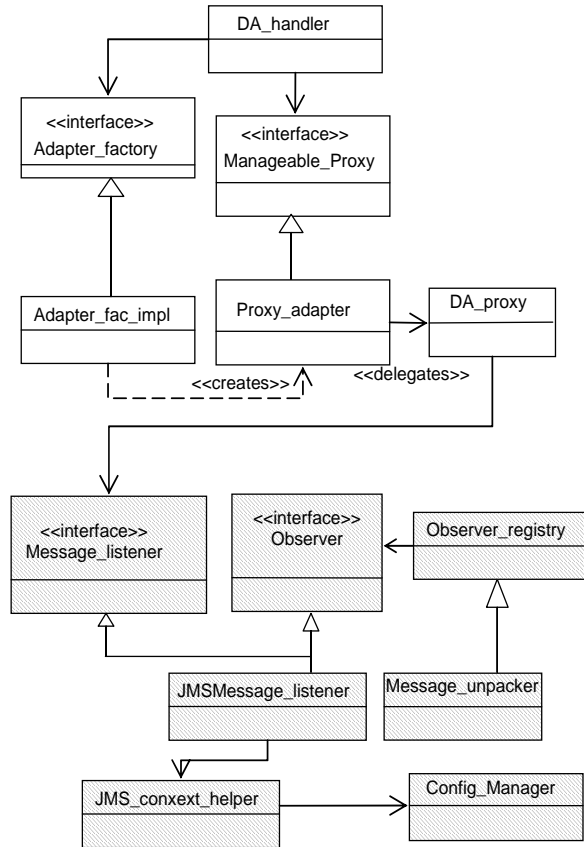 DA_handler
<<interface>>
Adapter_factory
<<interface>>
Manageable_Proxy
Adapter_fac_impl
Proxy_adapter
DA_proxy
<<creates>>
<<delegates>>
<<interface>>
Message_listener
<<interface>>
Observer
Observer_registry
JMSMessage_listener
Message_unpacker
JMS_conxext_helper
Config_Manager